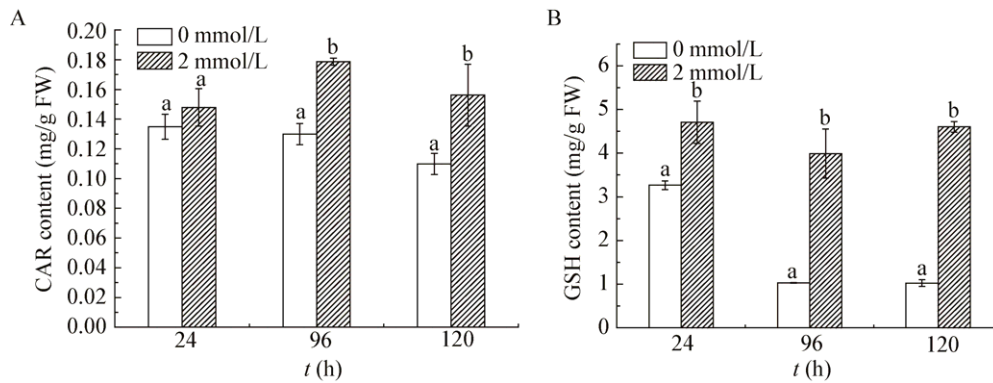 A
CAR content (mg/g FW)
0.20
0.18
0.16
0.14
0.12
0.10
0.08
0.06
0.04
0.02
0.00
0 mmol/L
2 mmol/L
a a
a b
a b
24 96 120
t (h)
B
GSH content (mg/g FW)
6
5
4
3
2
1
0
0 mmol/L
2 mmol/L
a b
a b
a b
24 96 120
t (h)